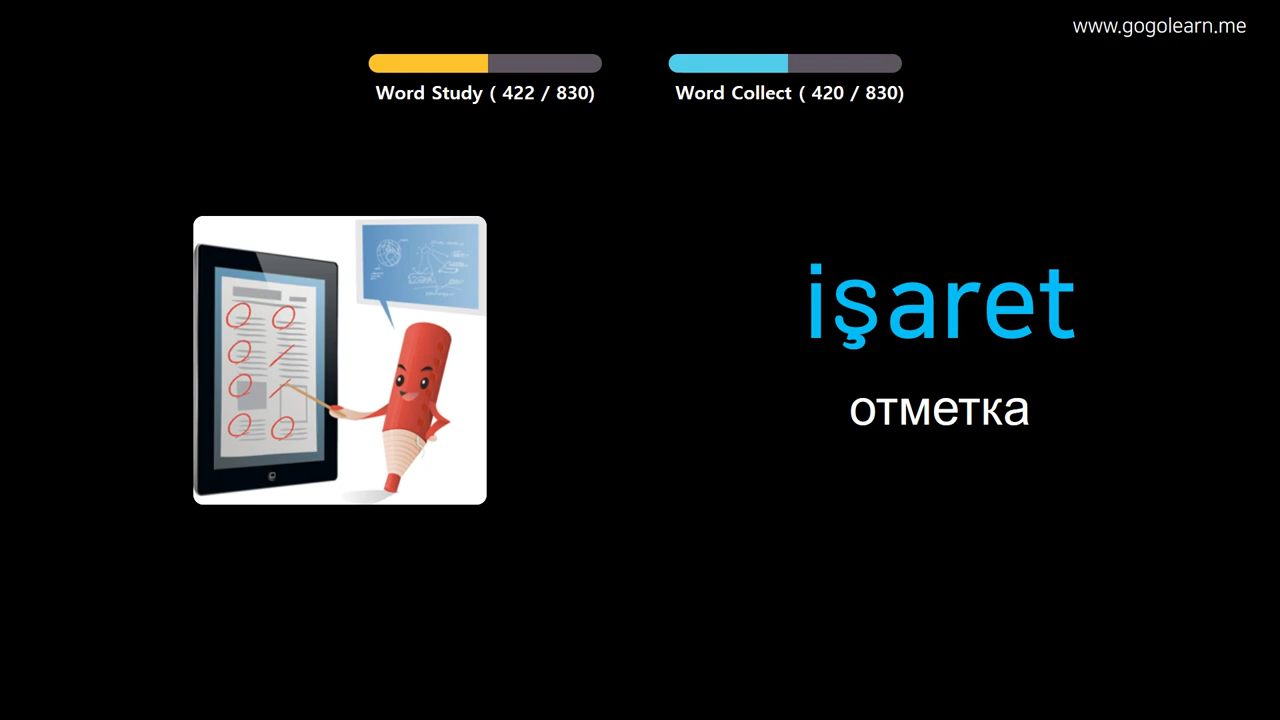 www.gogolearn.me
Word Study ( 422 / 830)
Word Collect ( 420 / 830)
işaret
отметка